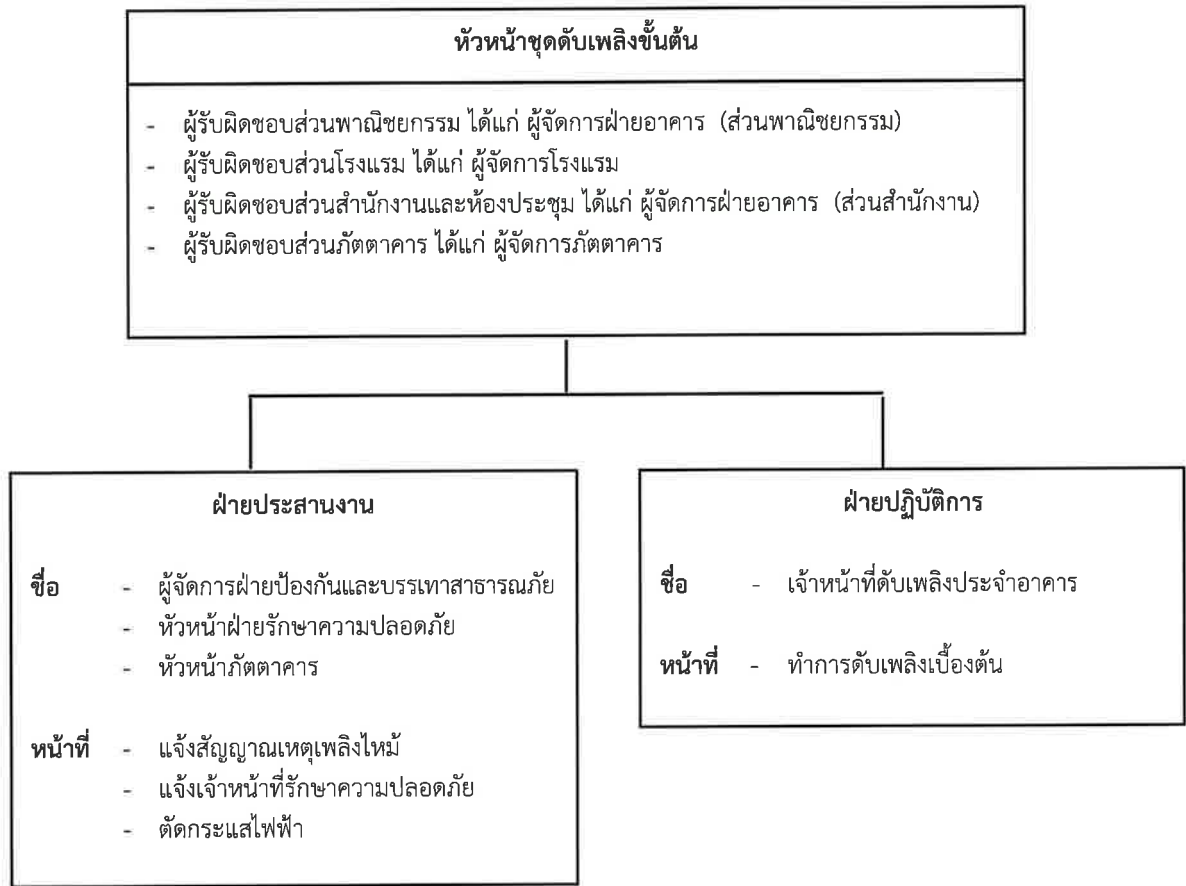 หัวหน้าชุดดับเพลิงขั้นต้น
- ผู้รับผิดชอบส่วนพาณิชยกรรม ได้แก่ ผู้จัดการฝ่ายอาคาร (ส่วนพาณิชยกรรม)
- ผู้รับผิดชอบส่วนโรงแรม ได้แก่ ผู้จัดการโรงแรม
- ผู้รับผิดชอบส่วนสำนักงานและห้องประชุม ได้แก่ ผู้จัดการฝ่ายอาคาร (ส่วนสำนักงาน)
- ผู้รับผิดชอบส่วนภัตตาคาร ได้แก่ ผู้จัดการภัตตาคาร
ฝ่ายประสานงาน
ชื่อ - ผู้จัดการฝ่ายป้องกันและบรรเทาสาธารณภัย
- หัวหน้าฝ่ายรักษาความปลอดภัย
- หัวหน้าภัตตาคาร
หน้าที่ - แจ้งสัญญาณเหตุเพลิงไหม้
- แจ้งเจ้าหน้าที่รักษาความปลอดภัย
- ตัดกระแสไฟฟ้า
ฝ่ายปฏิบัติการ
ชื่อ - เจ้าหน้าที่ดับเพลิงประจำอาคาร
หน้าที่ - ทำการดับเพลิงเบื้องต้น